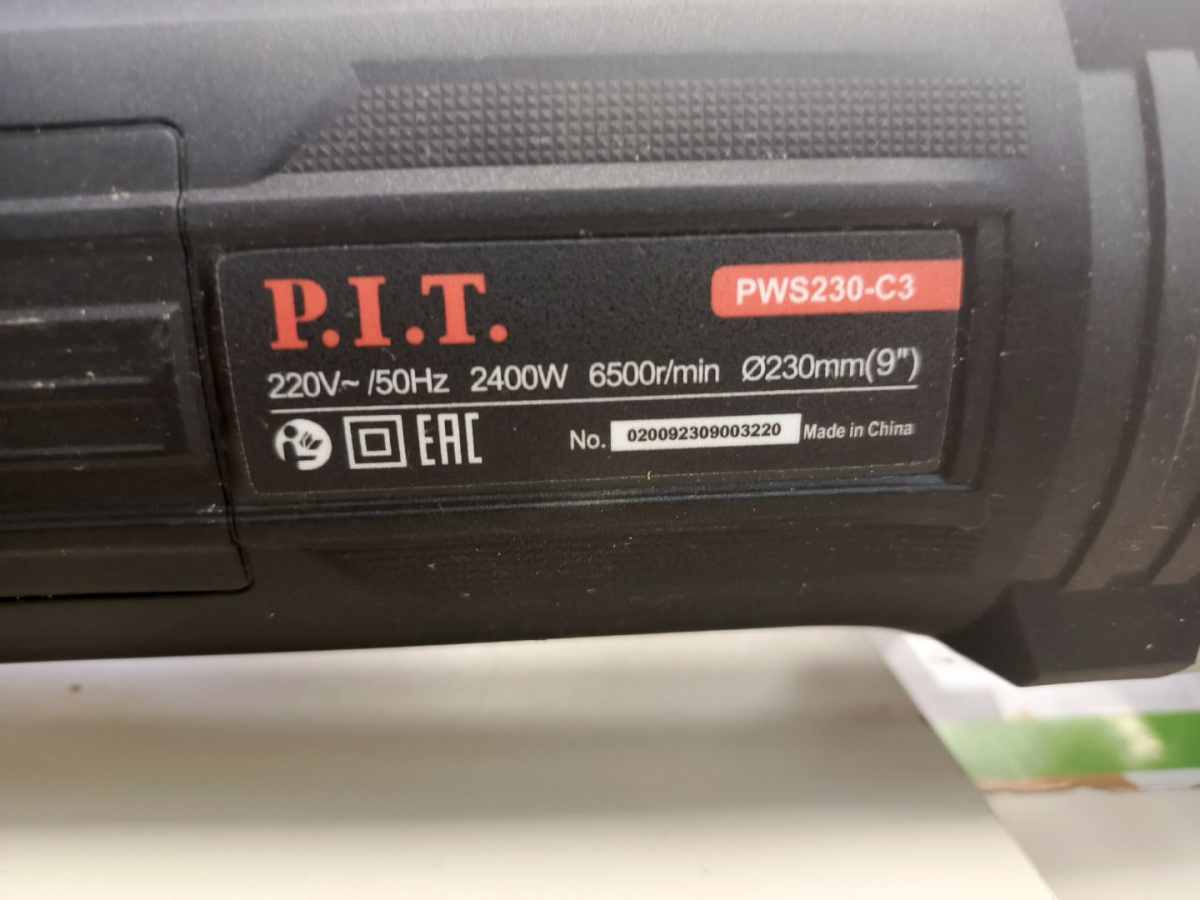 P.I.T.
PWS230-C3
220V~ /50Hz 2400W 6500r/min Ø230mm(9")
EAC
No. 020092309003220 Made in China